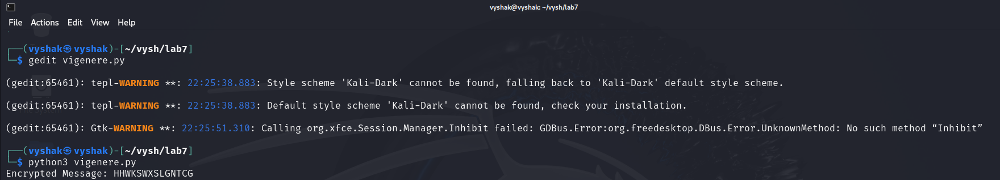 vyshak@vyshak: ~/vysh/lab7
File Actions Edit View Help
┌──(vyshak㉿vyshak)-[~/vysh/lab7]
└─$ gedit vigenere.py
(gedit:65461): tepl-WARNING **: 22:25:38.883: Style scheme 'Kali-Dark' cannot be found, falling back to 'Kali-Dark' default style scheme.
(gedit:65461): tepl-WARNING **: 22:25:38.883: Default style scheme 'Kali-Dark' cannot be found, check your installation.
(gedit:65461): Gtk-WARNING **: 22:25:51.310: Calling org.xfce.Session.Manager.Inhibit failed: GDBus.Error:org.freedesktop.DBus.Error.UnknownMethod: No such method “Inhibit”
┌──(vyshak㉿vyshak)-[~/vysh/lab7]
└─$ python3 vigenere.py
Encrypted Message: HHWKSWXSLGNTCG